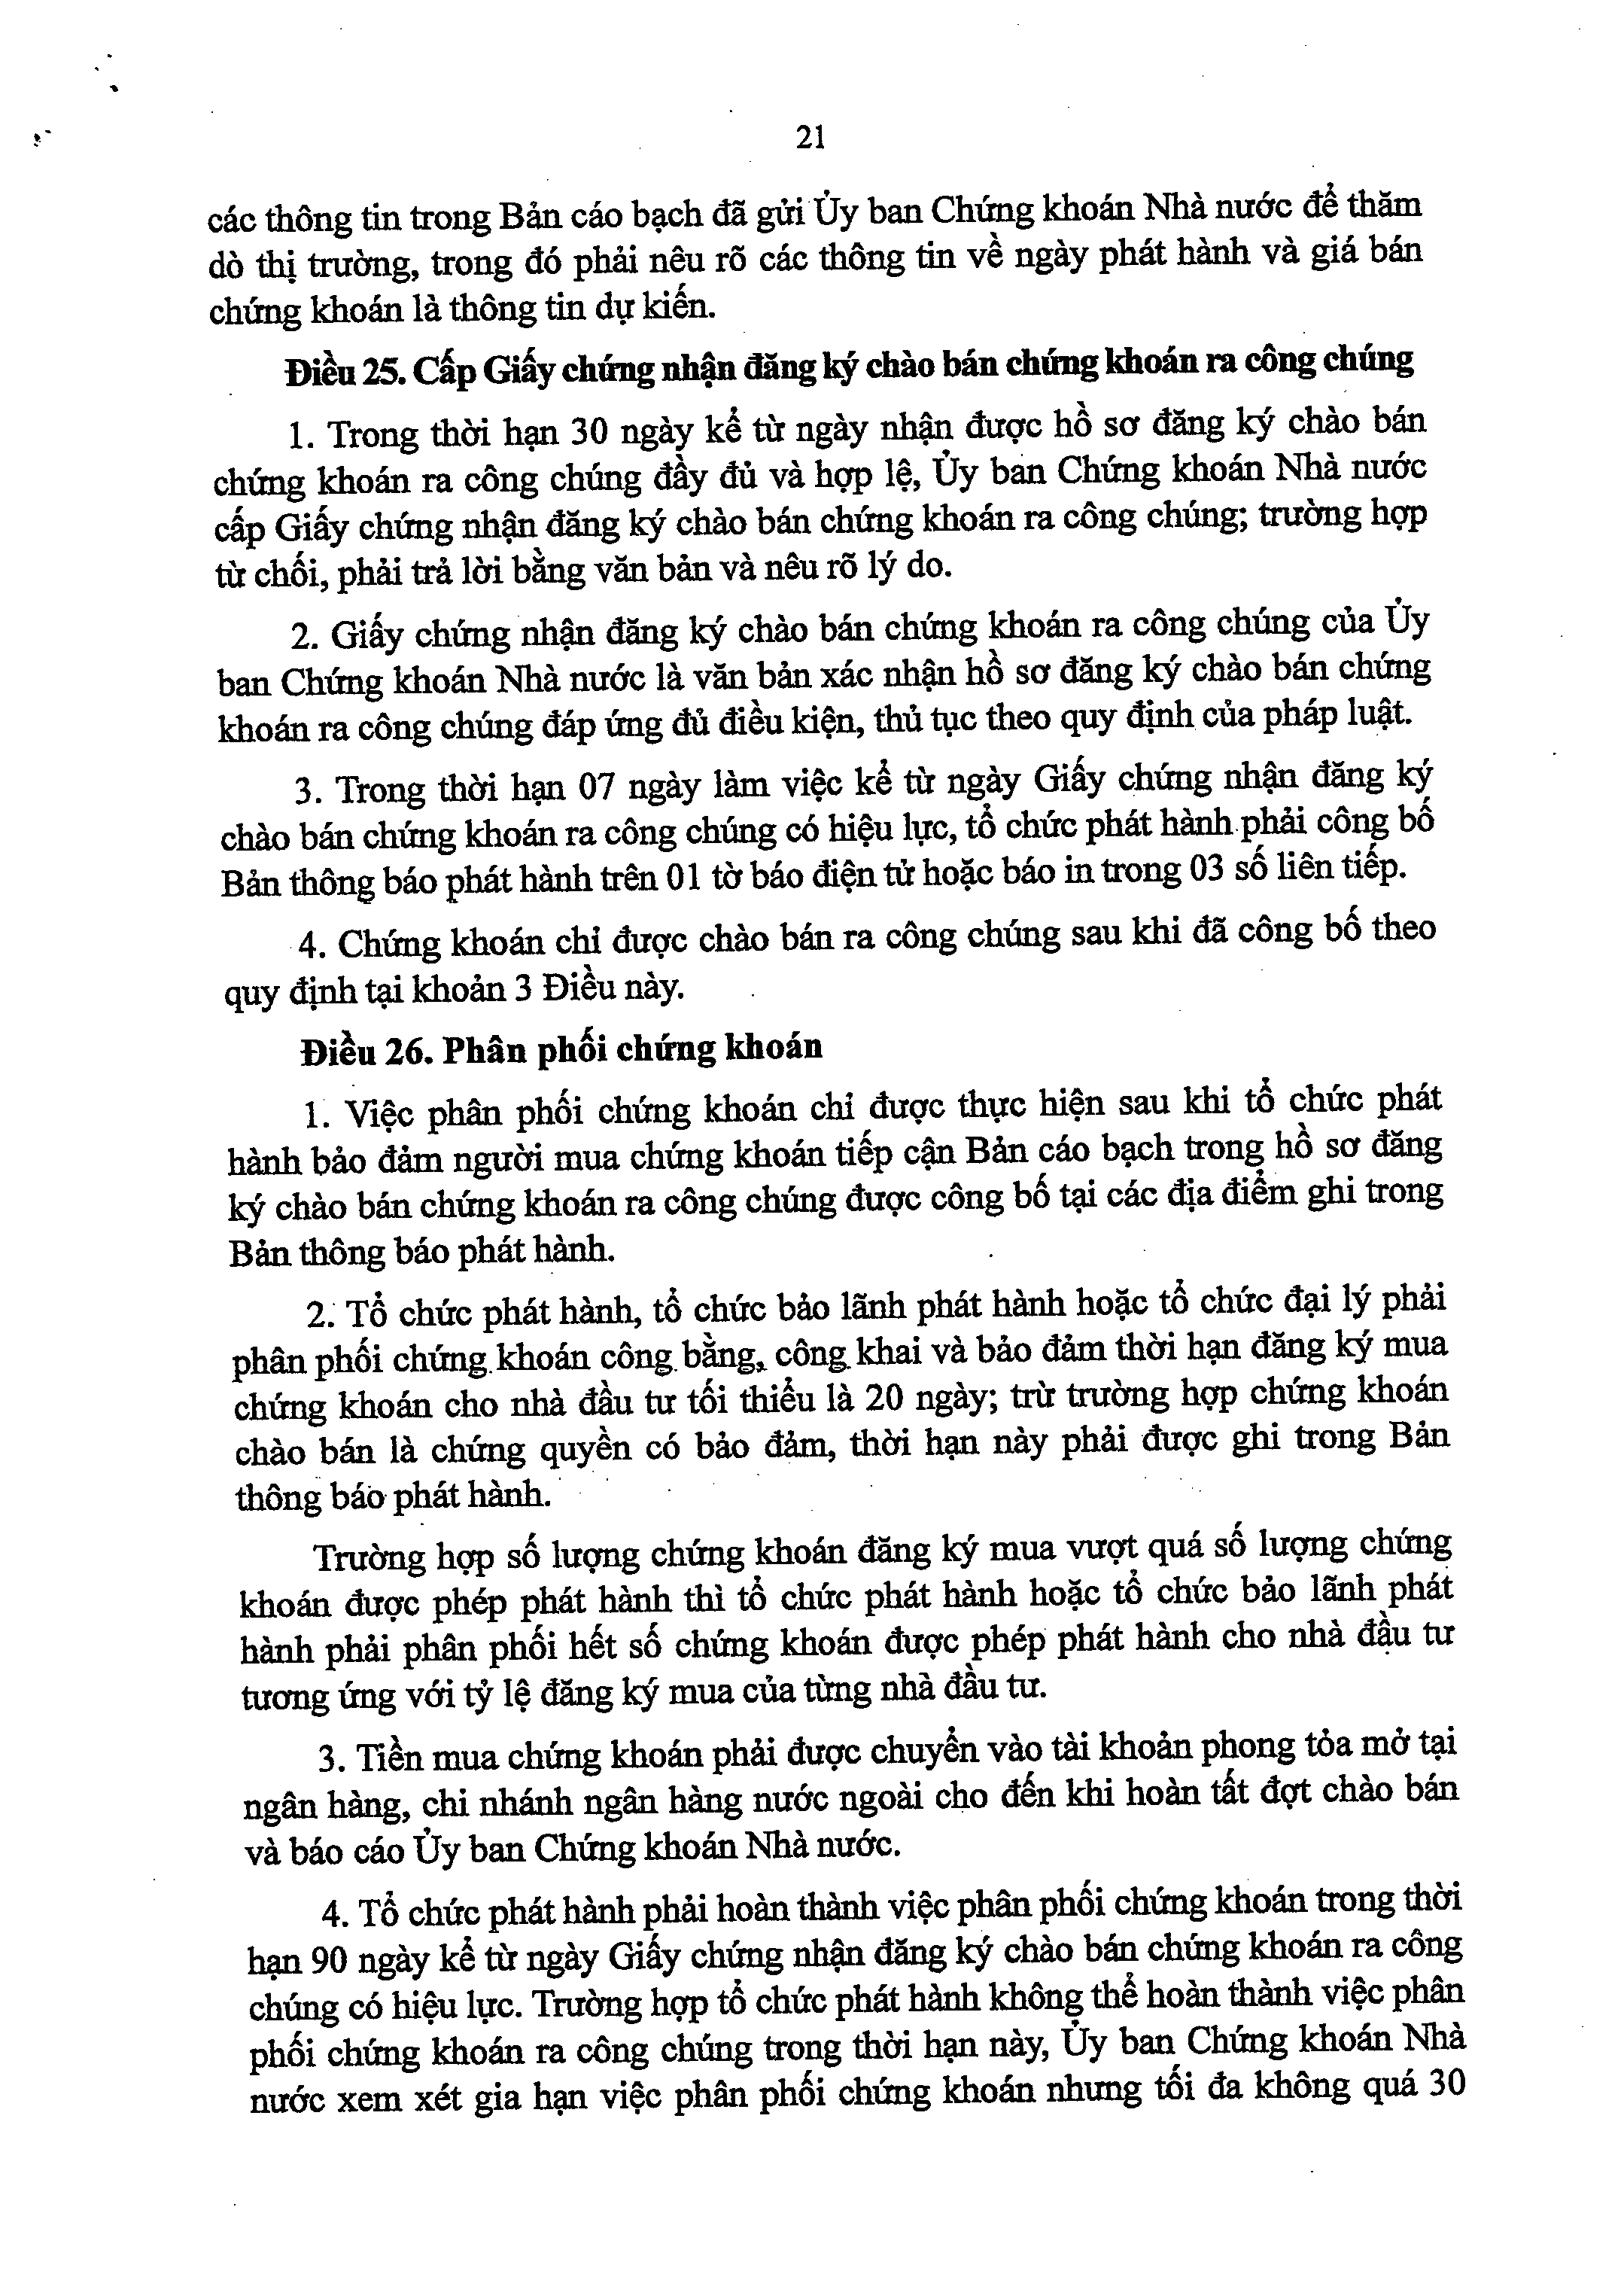 21
các thông tin trong Bản cáo bạch đã gửi Ủy ban Chứng khoán Nhà nước để thăm
dò thị trường, trong đó phải nêu rõ các thông tin về ngày phát hành và giá bán
chứng khoán là thông tin dự kiến.
Điều 25. Cấp Giấy chứng nhận đăng ký chào bán chứng khoán ra công chúng
1. Trong thời hạn 30 ngày kể từ ngày nhận được hồ sơ đăng ký chào bán
chứng khoán ra công chúng đầy đủ và hợp lệ, Ủy ban Chứng khoán Nhà nước
cấp Giấy chứng nhận đăng ký chào bán chứng khoán ra công chúng; trường hợp
từ chối, phải trả lời bằng văn bản và nêu rõ lý do.
2. Giấy chứng nhận đăng ký chào bán chứng khoán ra công chúng của Ủy
ban Chứng khoán Nhà nước là văn bản xác nhận hồ sơ đăng ký chào bán chứng
khoán ra công chúng đáp ứng đủ điều kiện, thủ tục theo quy định của pháp luật.
3. Trong thời hạn 07 ngày làm việc kể từ ngày Giấy chứng nhận đăng ký
chào bán chứng khoán ra công chúng có hiệu lực, tổ chức phát hành phải công bố
Bản thông báo phát hành trên 01 tờ báo điện tử hoặc báo in trong 03 số liên tiếp.
4. Chứng khoán chỉ được chào bán ra công chúng sau khi đã công bố theo
quy định tại khoản 3 Điều này.
Điều 26. Phân phối chứng khoán
1. Việc phân phối chứng khoán chỉ được thực hiện sau khi tổ chức phát
hành bảo đảm người mua chứng khoán tiếp cận Bản cáo bạch trong hồ sơ đăng
ký chào bán chứng khoán ra công chúng được công bố tại các địa điểm ghi trong
Bản thông báo phát hành.
2. Tổ chức phát hành, tổ chức bảo lãnh phát hành hoặc tổ chức đại lý phải
phân phối chứng khoán công bằng, công khai và bảo đảm thời hạn đăng ký mua
chứng khoán cho nhà đầu tư tối thiểu là 20 ngày; trừ trường hợp chứng khoán
chào bán là chứng quyền có bảo đảm, thời hạn này phải được ghi trong Bản
thông báo phát hành.
Trường hợp số lượng chứng khoán đăng ký mua vượt quá số lượng chứng
khoán được phép phát hành thì tổ chức phát hành hoặc tổ chức bảo lãnh phát
hành phải phân phối hết số chứng khoán được phép phát hành cho nhà đầu tư
tương ứng với tỷ lệ đăng ký mua của từng nhà đầu tư.
3. Tiền mua chứng khoán phải được chuyển vào tài khoản phong tỏa mở tại
ngân hàng, chi nhánh ngân hàng nước ngoài cho đến khi hoàn tất đợt chào bán
và báo cáo Ủy ban Chứng khoán Nhà nước.
4. Tổ chức phát hành phải hoàn thành việc phân phối chứng khoán trong thời
hạn 90 ngày kể từ ngày Giấy chứng nhận đăng ký chào bán chứng khoán ra công
chúng có hiệu lực. Trường hợp tổ chức phát hành không thể hoàn thành việc phân
phối chứng khoán ra công chúng trong thời hạn này, Ủy ban Chứng khoán Nhà
nước xem xét gia hạn việc phân phối chứng khoán nhưng tối đa không quá 30